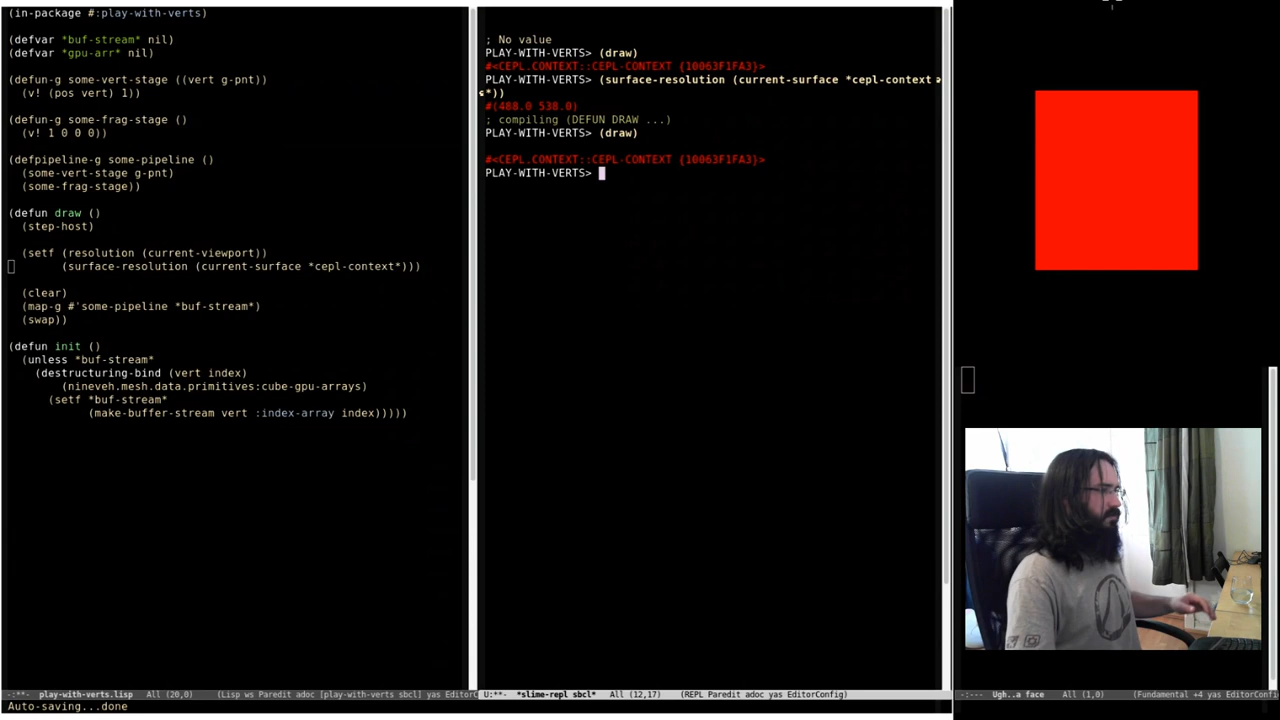 (in-package #:play-with-verts)
(defvar *buf-stream* nil)
(defvar *gpu-arr* nil)
(defun-g some-vert-stage ((vert g-pnt))
  (v! (pos vert) 1))
(defun-g some-frag-stage ()
  (v! 1 0 0 0))
(defpipeline-g some-pipeline ()
  (some-vert-stage g-pnt)
  (some-frag-stage))
(defun draw ()
  (step-host)
  (setf (resolution (current-viewport))
        (surface-resolution (current-surface *cepl-context*)))
  (clear)
  (map-g #'some-pipeline *buf-stream*)
  (swap))
(defun init ()
  (unless *buf-stream*
    (destructuring-bind (vert index)
        (nineveh.mesh.data.primitives:cube-gpu-arrays)
      (setf *buf-stream*
            (make-buffer-stream vert :index-array index)))))
-:**-  play-with-verts.lisp   All (20,0)     (Lisp ws Paredit adoc [play-with-verts sbcl] yas EditorC
Auto-saving...done
; No value
PLAY-WITH-VERTS> (draw)
#<CEPL.CONTEXT::CEPL-CONTEXT {10063F1FA3}>
PLAY-WITH-VERTS> (surface-resolution (current-surface *cepl-context
*))
#(488.0 538.0)
; compiling (DEFUN DRAW ...)
PLAY-WITH-VERTS> (draw)
#<CEPL.CONTEXT::CEPL-CONTEXT {10063F1FA3}>
PLAY-WITH-VERTS>
U:**-  *slime-repl sbcl*   All (12,17)    (REPL Paredit adoc yas EditorConfig)
-:---  Ugh..a face    All (1,0)     (Fundamental +4 yas EditorConfi